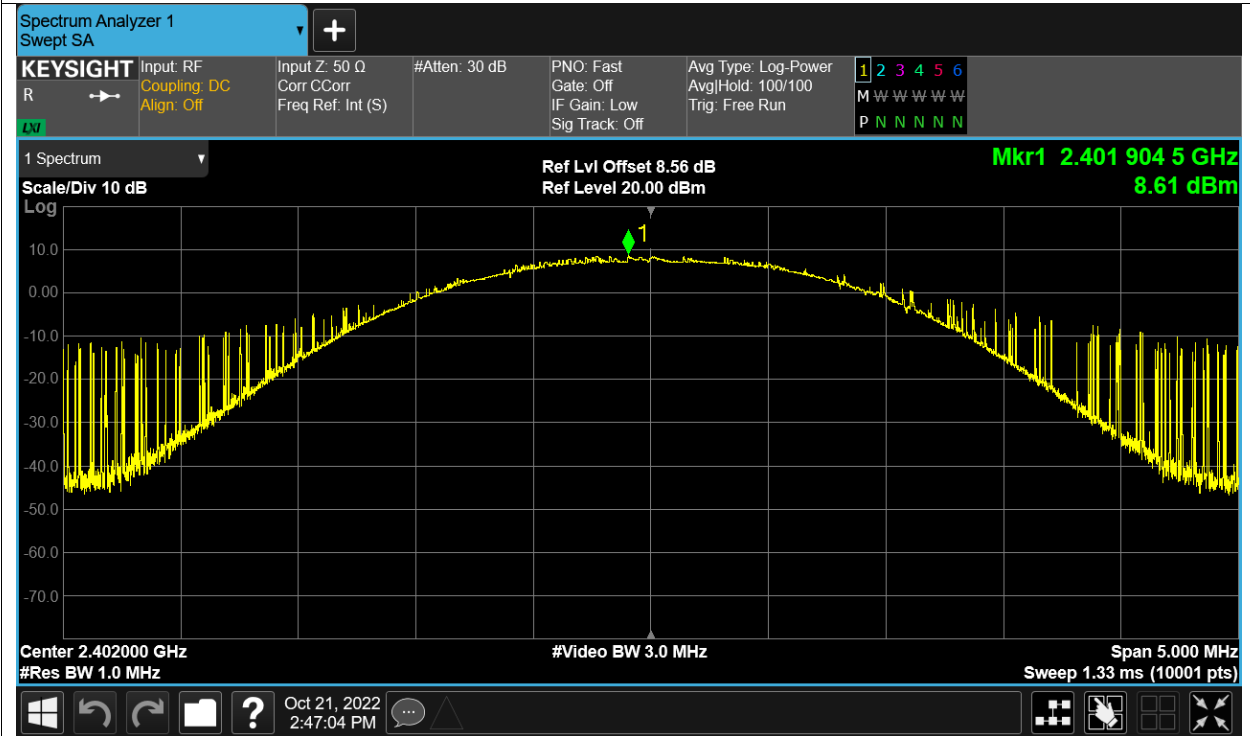 Spectrum Analyzer 1
Swept SA
+
KEYSIGHT
R
LXI
Input: RF
Coupling: DC
Align: Off
Input Z: 50 Ω
Corr CCorr
Freq Ref: Int (S)
#Atten: 30 dB
PNO: Fast
Gate: Off
IF Gain: Low
Sig Track: Off
Avg Type: Log-Power
Avg|Hold: 100/100
Trig: Free Run
1 2 3 4 5 6
M W W W W W
P N N N N N
1 Spectrum
Scale/Div 10 dB
Log
Ref Lvl Offset 8.56 dB
Ref Level 20.00 dBm
Mkr1 2.401 904 5 GHz
8.61 dBm
1
10.0
0.00
-10.0
-20.0
-30.0
-40.0
-50.0
-60.0
-70.0
Center 2.402000 GHz
#Video BW 3.0 MHz
Span 5.000 MHz
#Res BW 1.0 MHz
Sweep 1.33 ms (10001 pts)
?
Oct 21, 2022
2:47:04 PM